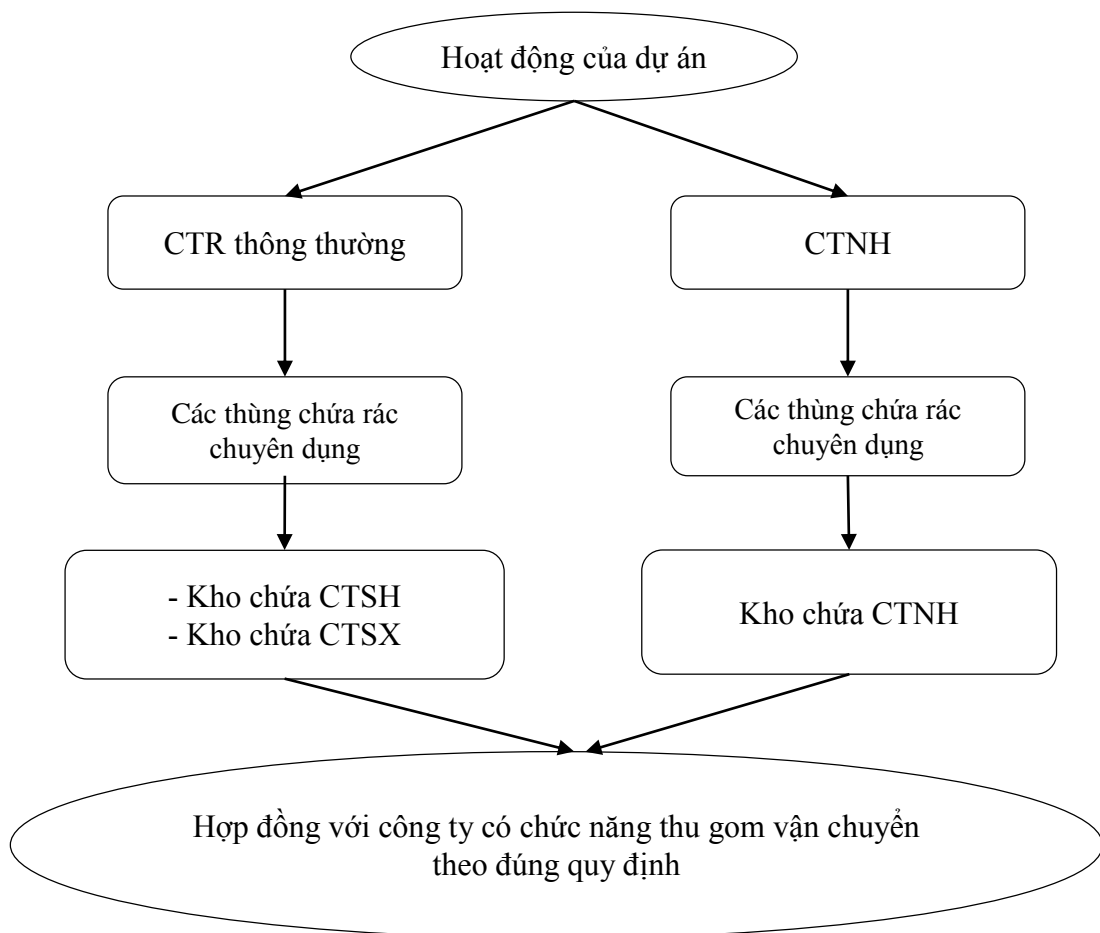 Hoạt động của dự án
CTR thông thường
CTNH
Các thùng chứa rác
chuyên dụng
Các thùng chứa rác
chuyên dụng
- Kho chứa CTSH
- Kho chứa CTSX
Kho chứa CTNH
Hợp đồng với công ty có chức năng thu gom vận chuyển
theo đúng quy định